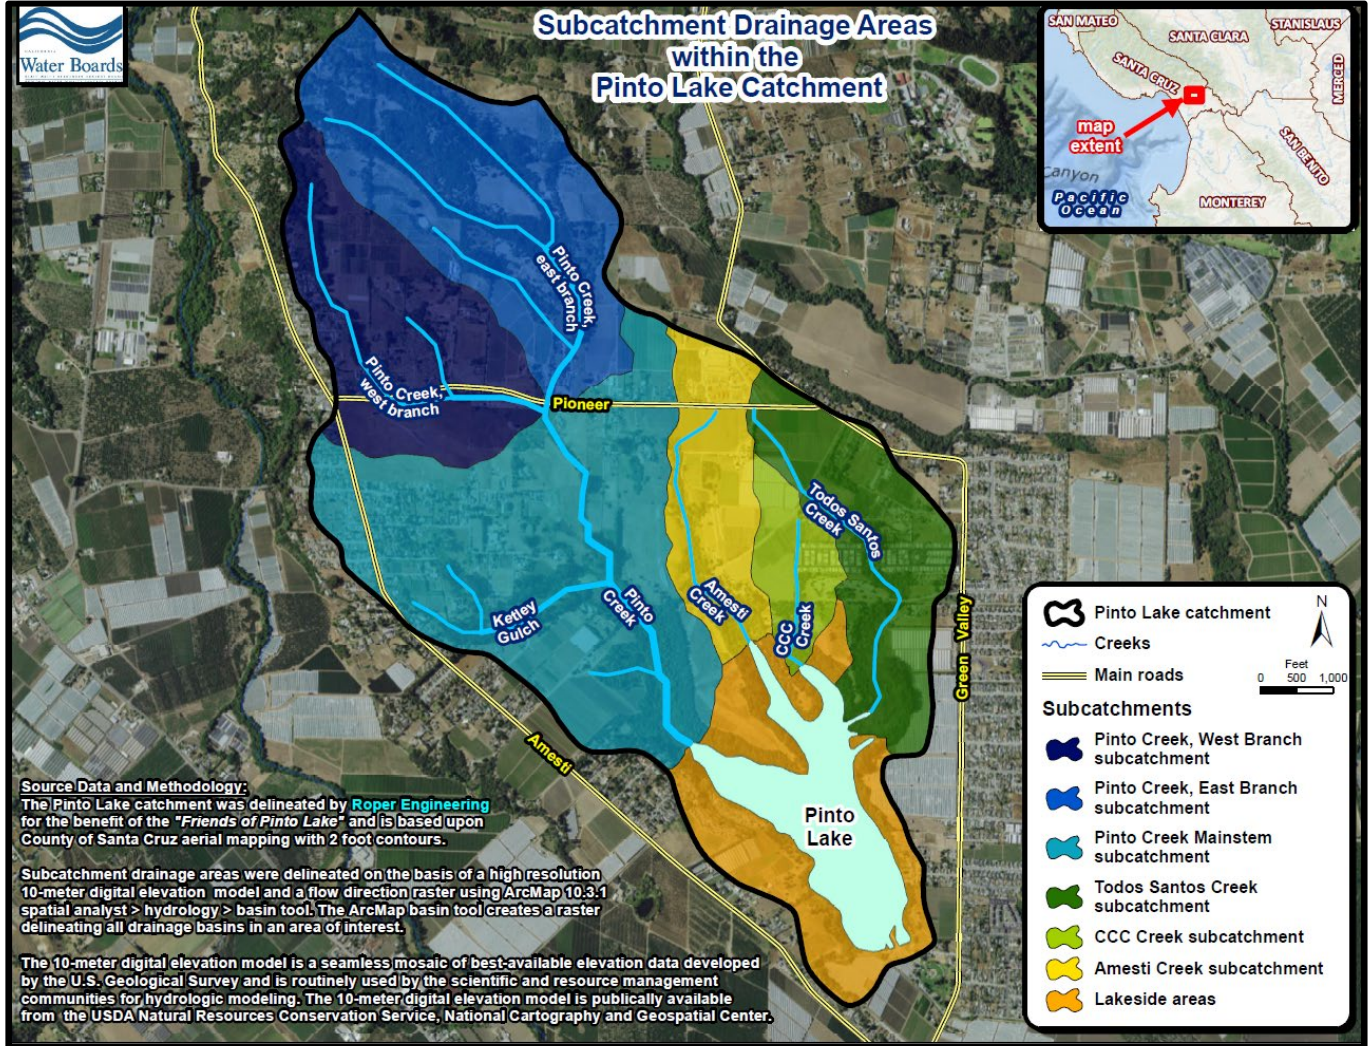 CALIFORNIA
Water Boards
Subcatchment Drainage Areas
within the
Pinto Lake Catchment
SAN MATEO
STANISLAUS
SANTA CLARA
SANTA CRUZ
MERCED
map
extent
SAN BENITO
Canyon
Pacific
Ocean
MONTEREY
Pinto Creek,
east branch
Pinto Creek,
west branch
Pioneer
Todos Santos
Creek
Amesti
Creek
CCC
Creek
Pinto
Creek
Ketley
Gulch
Green Valley
Amesti
Pinto
Lake
Pinto Lake catchment
Creeks
Main roads
N
Feet
0 500 1,000
Subcatchments
Pinto Creek, West Branch
subcatchment
Pinto Creek, East Branch
subcatchment
Pinto Creek Mainstem
subcatchment
Todos Santos Creek
subcatchment
CCC Creek subcatchment
Amesti Creek subcatchment
Lakeside areas
Source Data and Methodology:
The Pinto Lake catchment was delineated by Roper Engineering
for the benefit of the "Friends of Pinto Lake" and is based upon
County of Santa Cruz aerial mapping with 2 foot contours.
Subcatchment drainage areas were delineated on the basis of a high resolution
10-meter digital elevation model and a flow direction raster using ArcMap 10.3.1
spatial analyst > hydrology > basin tool. The ArcMap basin tool creates a raster
delineating all drainage basins in an area of interest.
The 10-meter digital elevation model is a seamless mosaic of best-available elevation data developed
by the U.S. Geological Survey and is routinely used by the scientific and resource management
communities for hydrologic modeling. The 10-meter digital elevation model is publically available
from the USDA Natural Resources Conservation Service, National Cartography and Geospatial Center.